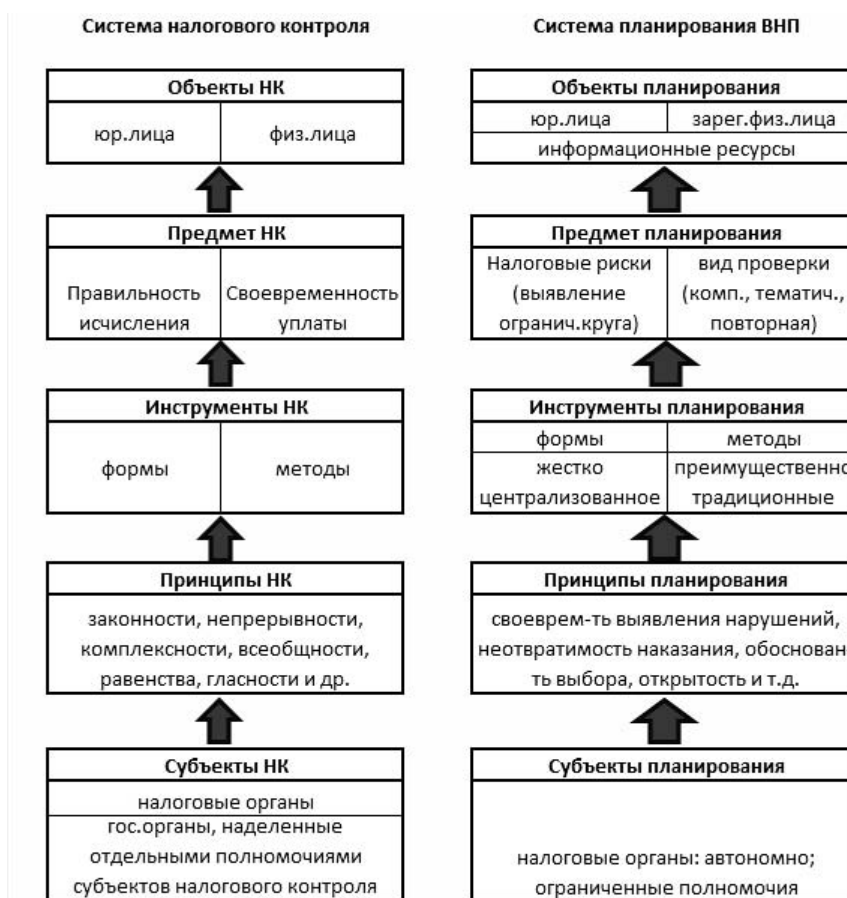 Система налогового контроля
Объекты НК
юр.лица физ.лица
Предмет НК
Правильность Своевременность
исчисления уплаты
Инструменты НК
формы методы
Принципы НК
законности, непрерывности,
комплексности, всеобщности,
равенства, гласности и др.
Субъекты НК
налоговые органы
гос.органы, наделенные
отдельными полномочиями
субъектов налогового контроля
Система планирования ВНП
Объекты планирования
юр.лица зарег.физ.лица
информационные ресурсы
Предмет планирования
Налоговые риски вид проверки
(выявление (комп., тематич.,
огранич.круга) повторная)
Инструменты планирования
формы методы
жестко преимущественно
централизованное традиционные
Принципы планирования
своеврем-ть выявления нарушений,
неотвратимость наказания, обоснован
ть выбора, открытость и т.д.
Субъекты планирования
налоговые органы: автономно;
ограниченные полномочия